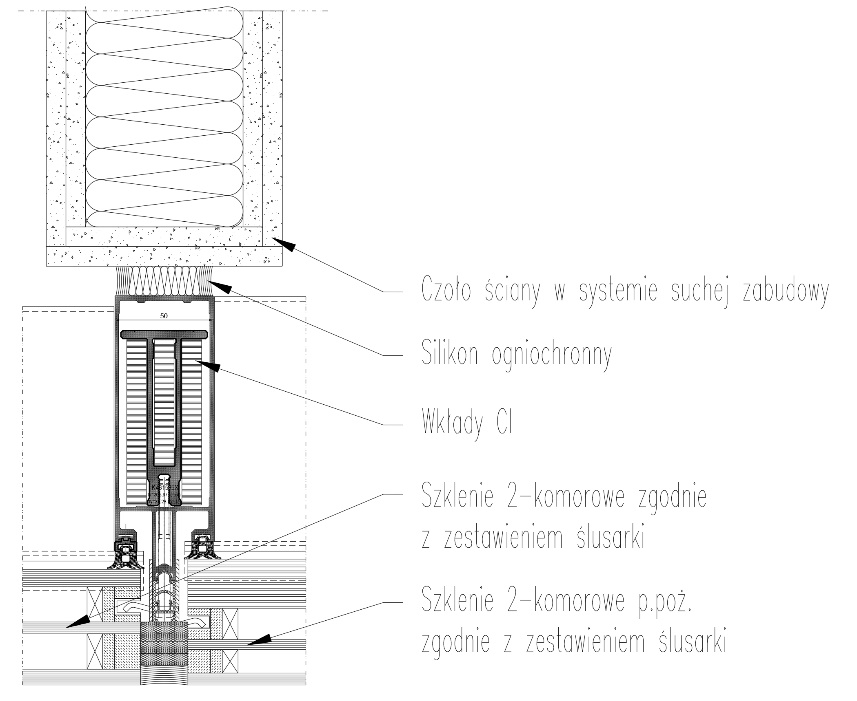 50
Czoło ściany w systemie suchej zabudowy
Silikon ogniochronny
Wkłady CI
Szklenie 2-komorowe zgodnie
z zestawieniem ślusarki
Szklenie 2-komorowe p.poż.
zgodnie z zestawieniem ślusarki